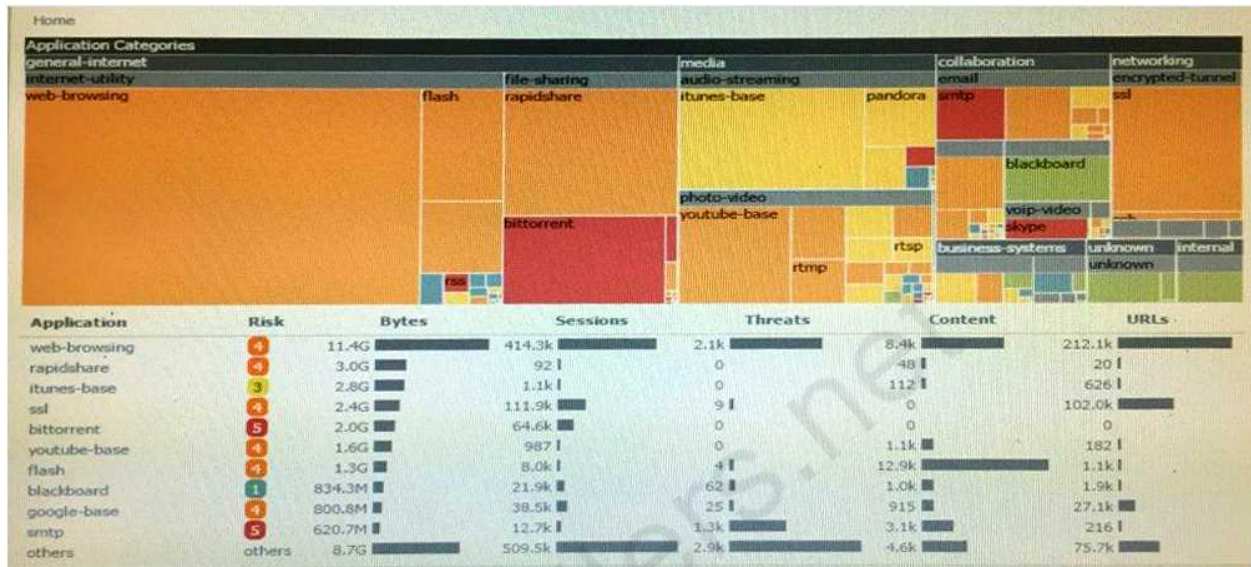 Home
Application Categories
general-internet media collaboration networking
internet-utility file-sharing audio-streaming email encrypted-tunnel
web-browsing flash rapidshare itunes-base pandora smtp ssl
blackboard
photo-video
bittorrent youtube-base voip-video
skype
rtsp business-systems unknown internal
rtmp unknown
rss
Application Risk Bytes Sessions Threats Content URLs
web-browsing 4 11.4G 414.3k 2.1k 8.4k 212.1k
rapidshare 4 3.0G 92 0 48 20
itunes-base 3 2.8G 1.1k 0 112 626
ssl 4 2.4G 111.9k 9 0 102.0k
bittorrent 5 2.0G 64.6k 0 0 0
youtube-base 4 1.6G 987 0 1.1k 182
flash 4 1.3G 8.0k 4 12.9k 1.1k
blackboard 1 834.3M 21.9k 62 1.0k 1.9k
google-base 4 800.8M 38.5k 25 915 27.1k
smtp 5 620.7M 12.7k 1.3k 3.1k 216
others others 8.7G 509.5k 2.9k 4.6k 75.7k